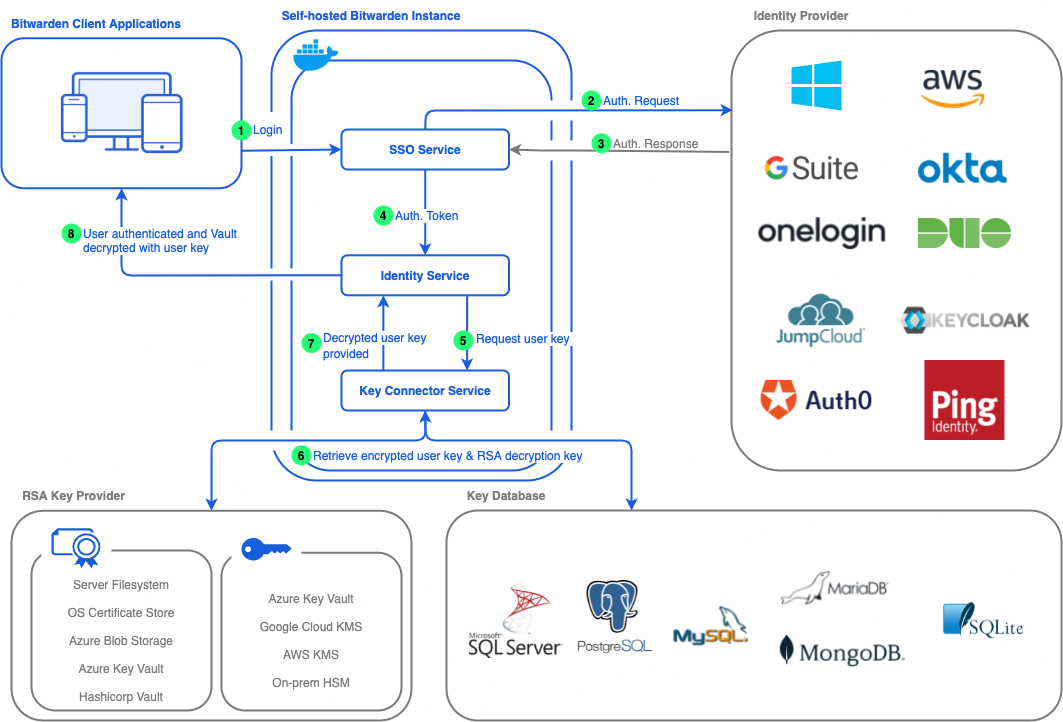 Bitwarden Client Applications
Self-hosted Bitwarden Instance
Identity Provider
1 Login
SSO Service
2 Auth. Request
3 Auth. Response
4 Auth. Token
Identity Service
5 Request user key
7 Decrypted user key
provided
Key Connector Service
8 User authenticated and Vault
decrypted with user key
6 Retrieve encrypted user key & RSA decryption key
aws
G Suite
okta
onelogin
DUO
JumpCloud
KEYCLOAK
Auth0
Ping
Identity.
RSA Key Provider
Server Filesystem
OS Certificate Store
Azure Blob Storage
Azure Key Vault
Hashicorp Vault
Azure Key Vault
Google Cloud KMS
AWS KMS
On-prem HSM
Key Database
Microsoft®
SQL Server®
PostgreSQL
MySQL®
MariaDB®
MongoDB®
SQLite